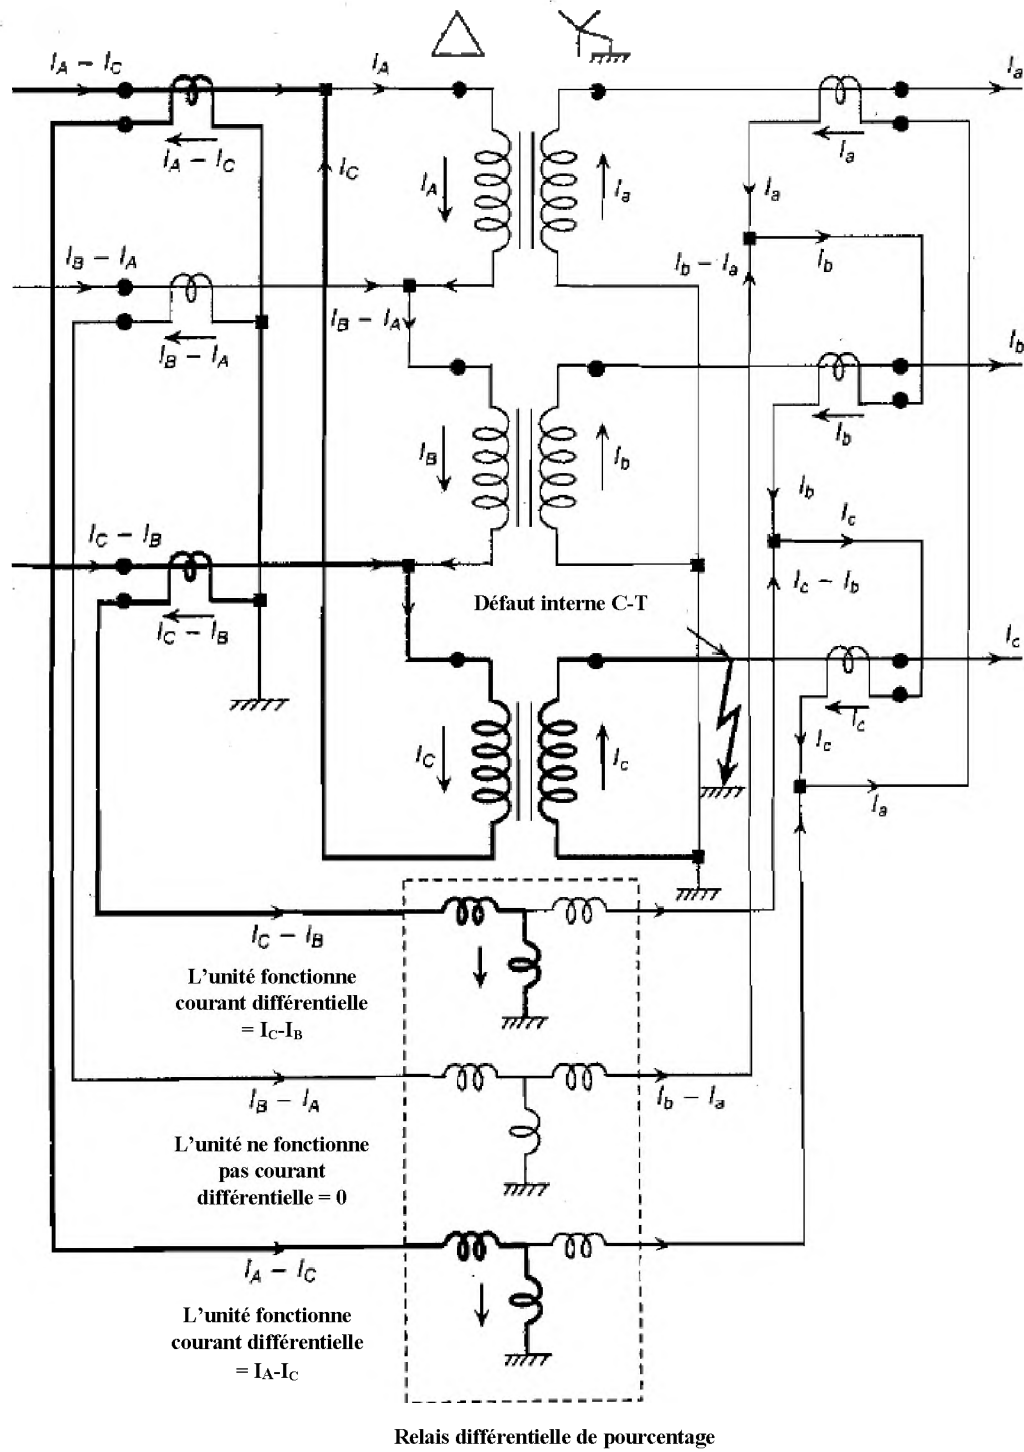 I_A – I_C
I_A
I_a
I_A – I_C
I_C
I_A
I_a
I_a
I_a
I_B – I_A
I_b – I_a
I_b
I_B – I_A
I_B – I_A
I_b
I_B
I_b
I_b
I_b
I_c
I_C – I_B
I_c – I_b
Défaut interne C-T
I_C – I_B
I_c
I_c
I_c
I_C
I_c
I_a
I_C – I_B
L'unité fonctionne
courant différentielle
= I_C-I_B
I_B – I_A
I_b – I_a
L'unité ne fonctionne
pas courant
différentielle = 0
I_A – I_C
L'unité fonctionne
courant différentielle
= I_A-I_C
Relais différentielle de pourcentage